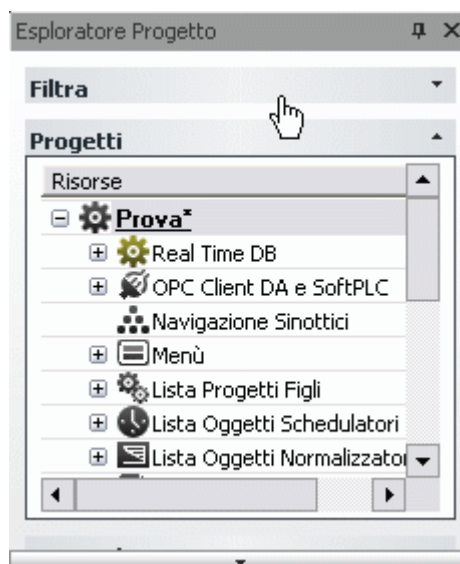 Esploratore Progetto
Filtra
Progetti
Risorse
Prova*
Real Time DB
OPC Client DA e SoftPLC
Navigazione Sinottici
Menù
Lista Progetti Figli
Lista Oggetti Schedulatori
Lista Oggetti Normalizzator